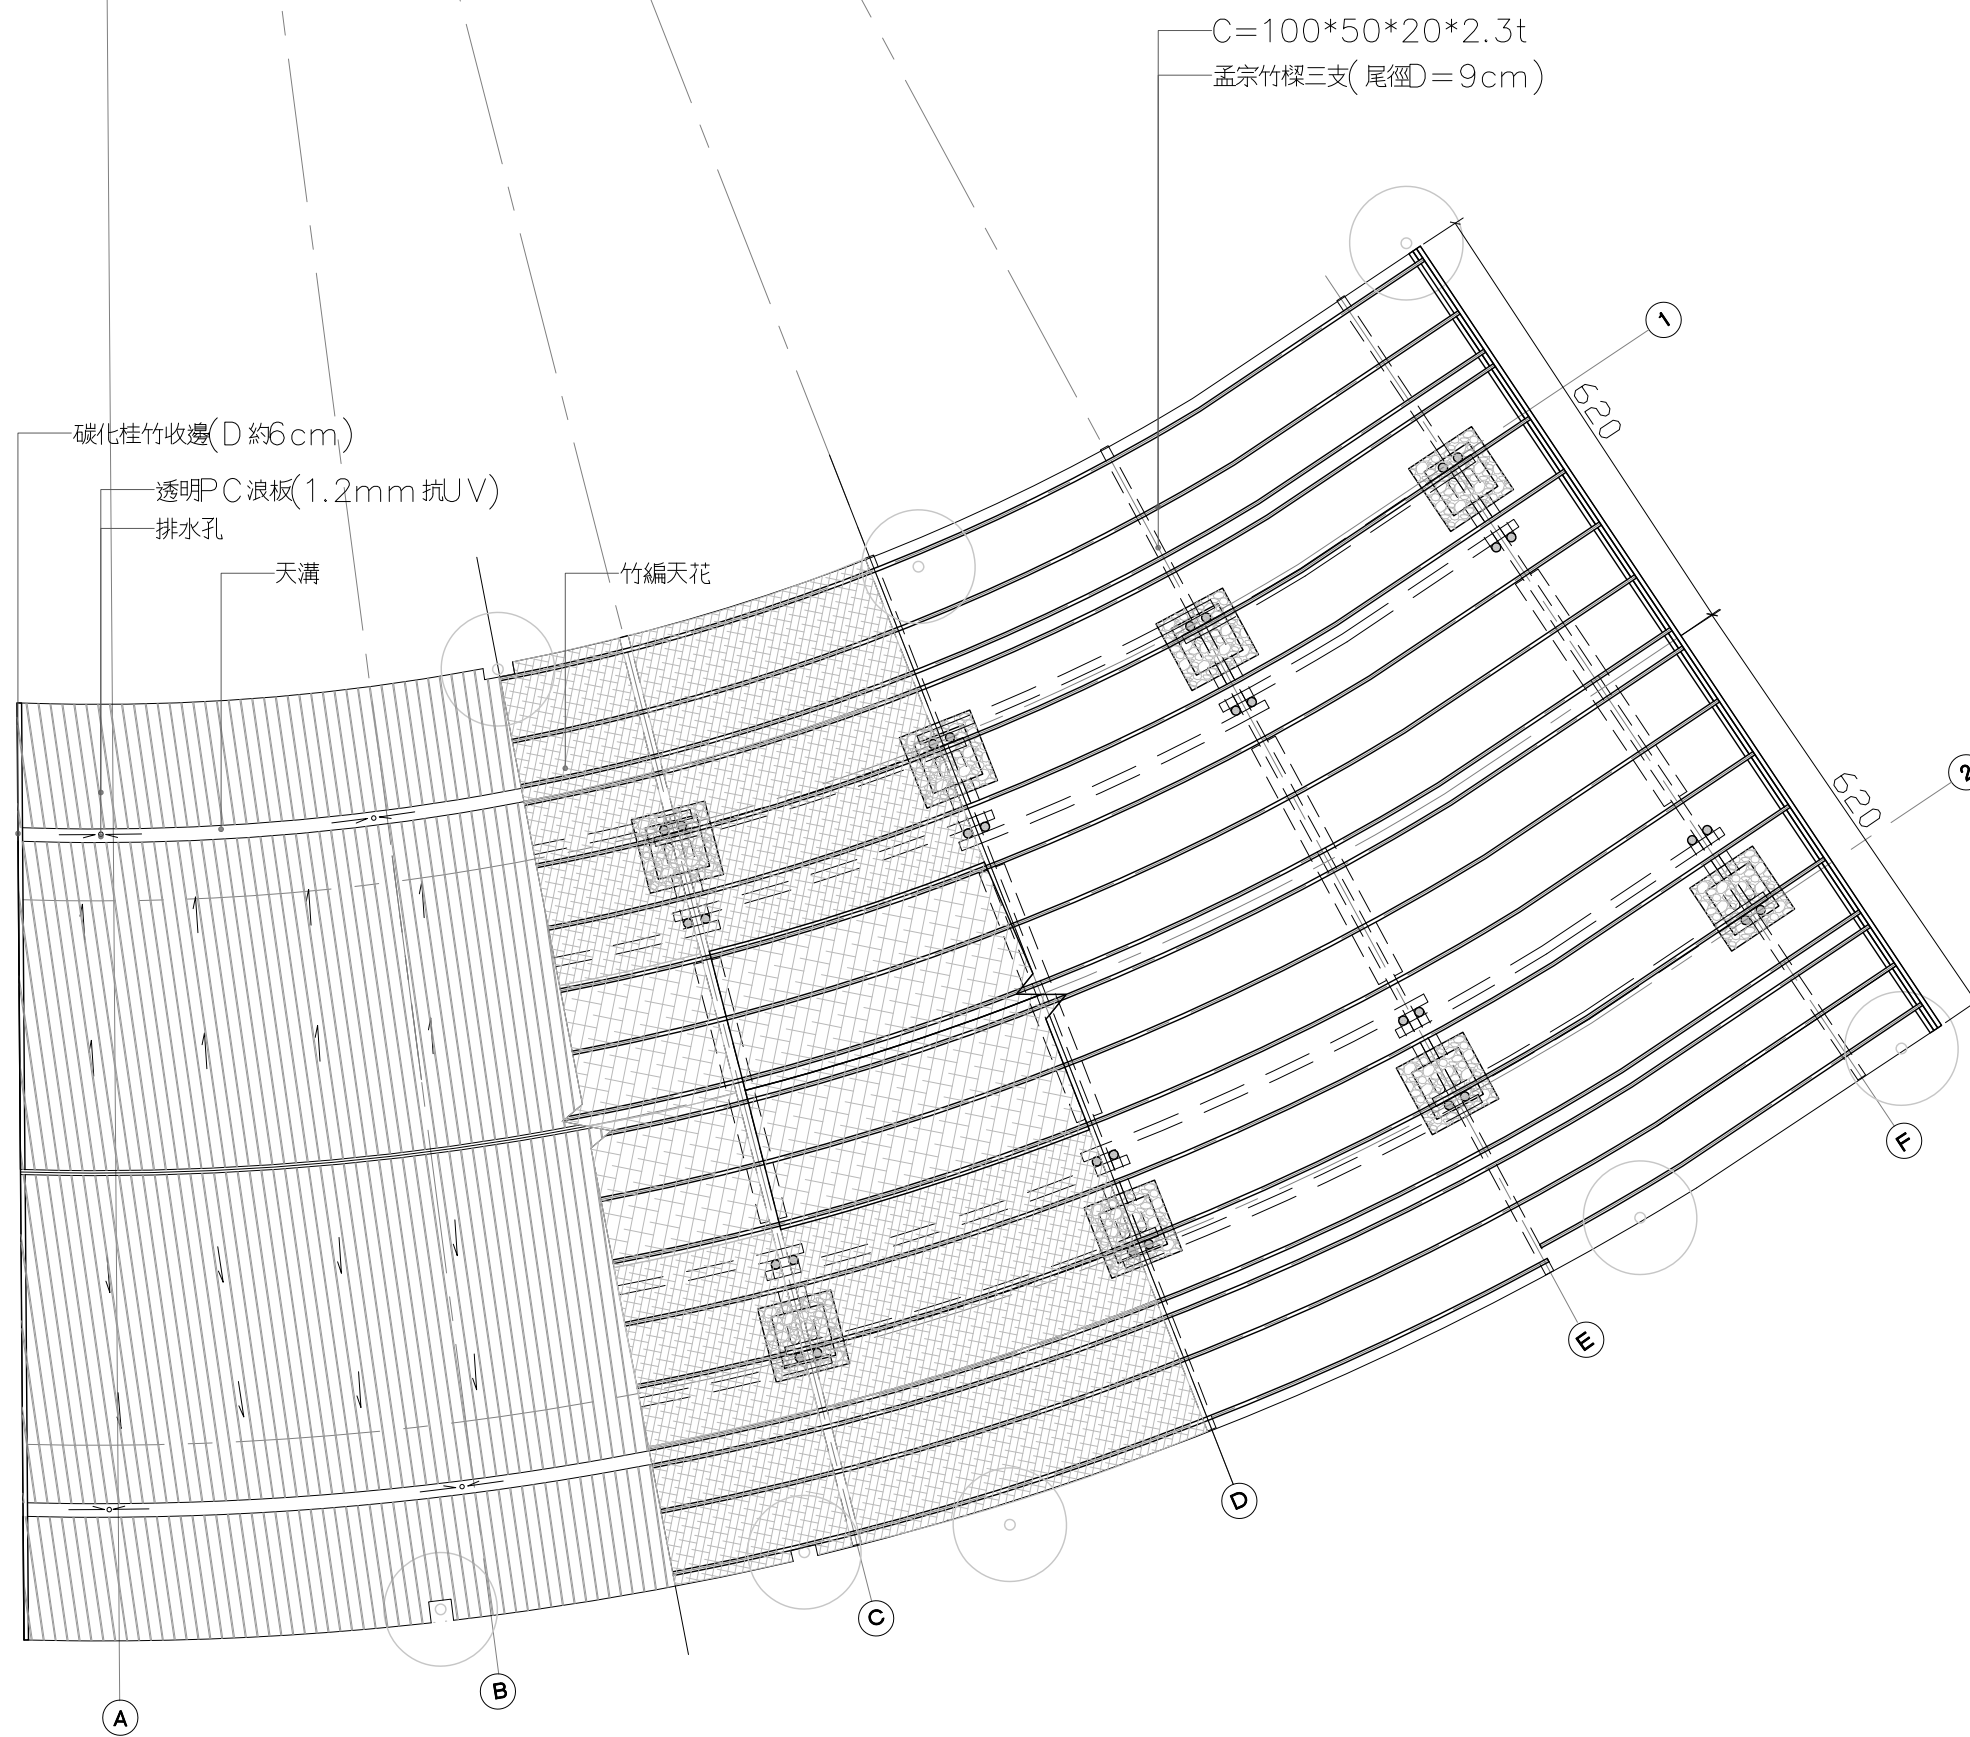 C=100*50*20*2.3t
孟宗竹樑三支(尾徑D=9cm)
碳化桂竹收邊(D約6cm)
透明PC浪板(1.2mm抗UV)
排水孔
天溝
竹編天花
1
620
2
620
F
E
D
C
B
A